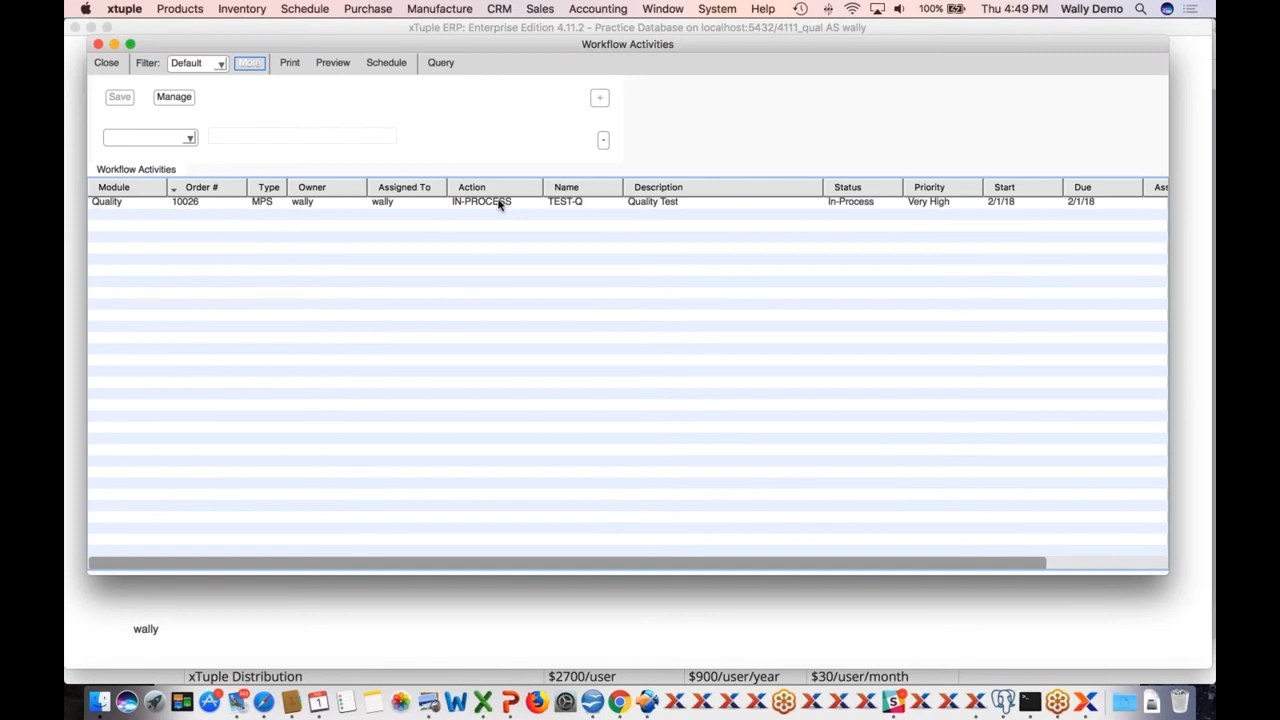 xtuple Products Inventory Schedule Purchase Manufacture CRM Sales Accounting Window System Help 100% Thu 4:49 PM Wally Demo
xTuple ERP: Enterprise Edition 4.11.2 - Practice Database on localhost:5432/4111_qual AS wally
Workflow Activities
Close Filter: Default More Print Preview Schedule Query
Save Manage +
-
Workflow Activities
Module Order # Type Owner Assigned To Action Name Description Status Priority Start Due Ass
Quality 10026 MPS wally wally IN-PROCESS TEST-Q Quality Test In-Process Very High 2/1/18 2/1/18
wally
xTuple Distribution $2700/user $900/user/year $30/user/month